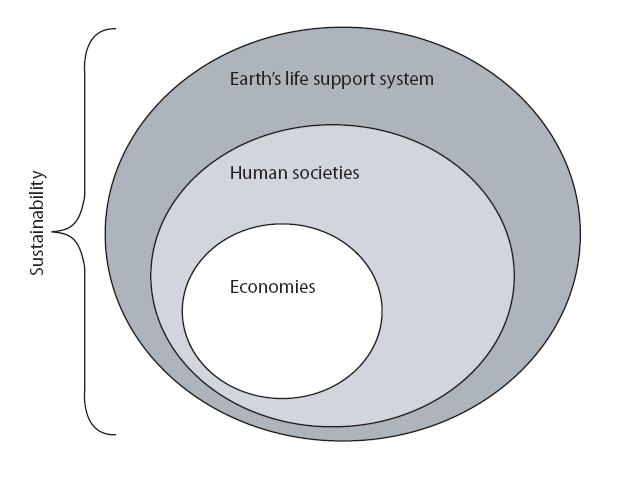 Earth’s life support system
Human societies
Economies
Sustainability